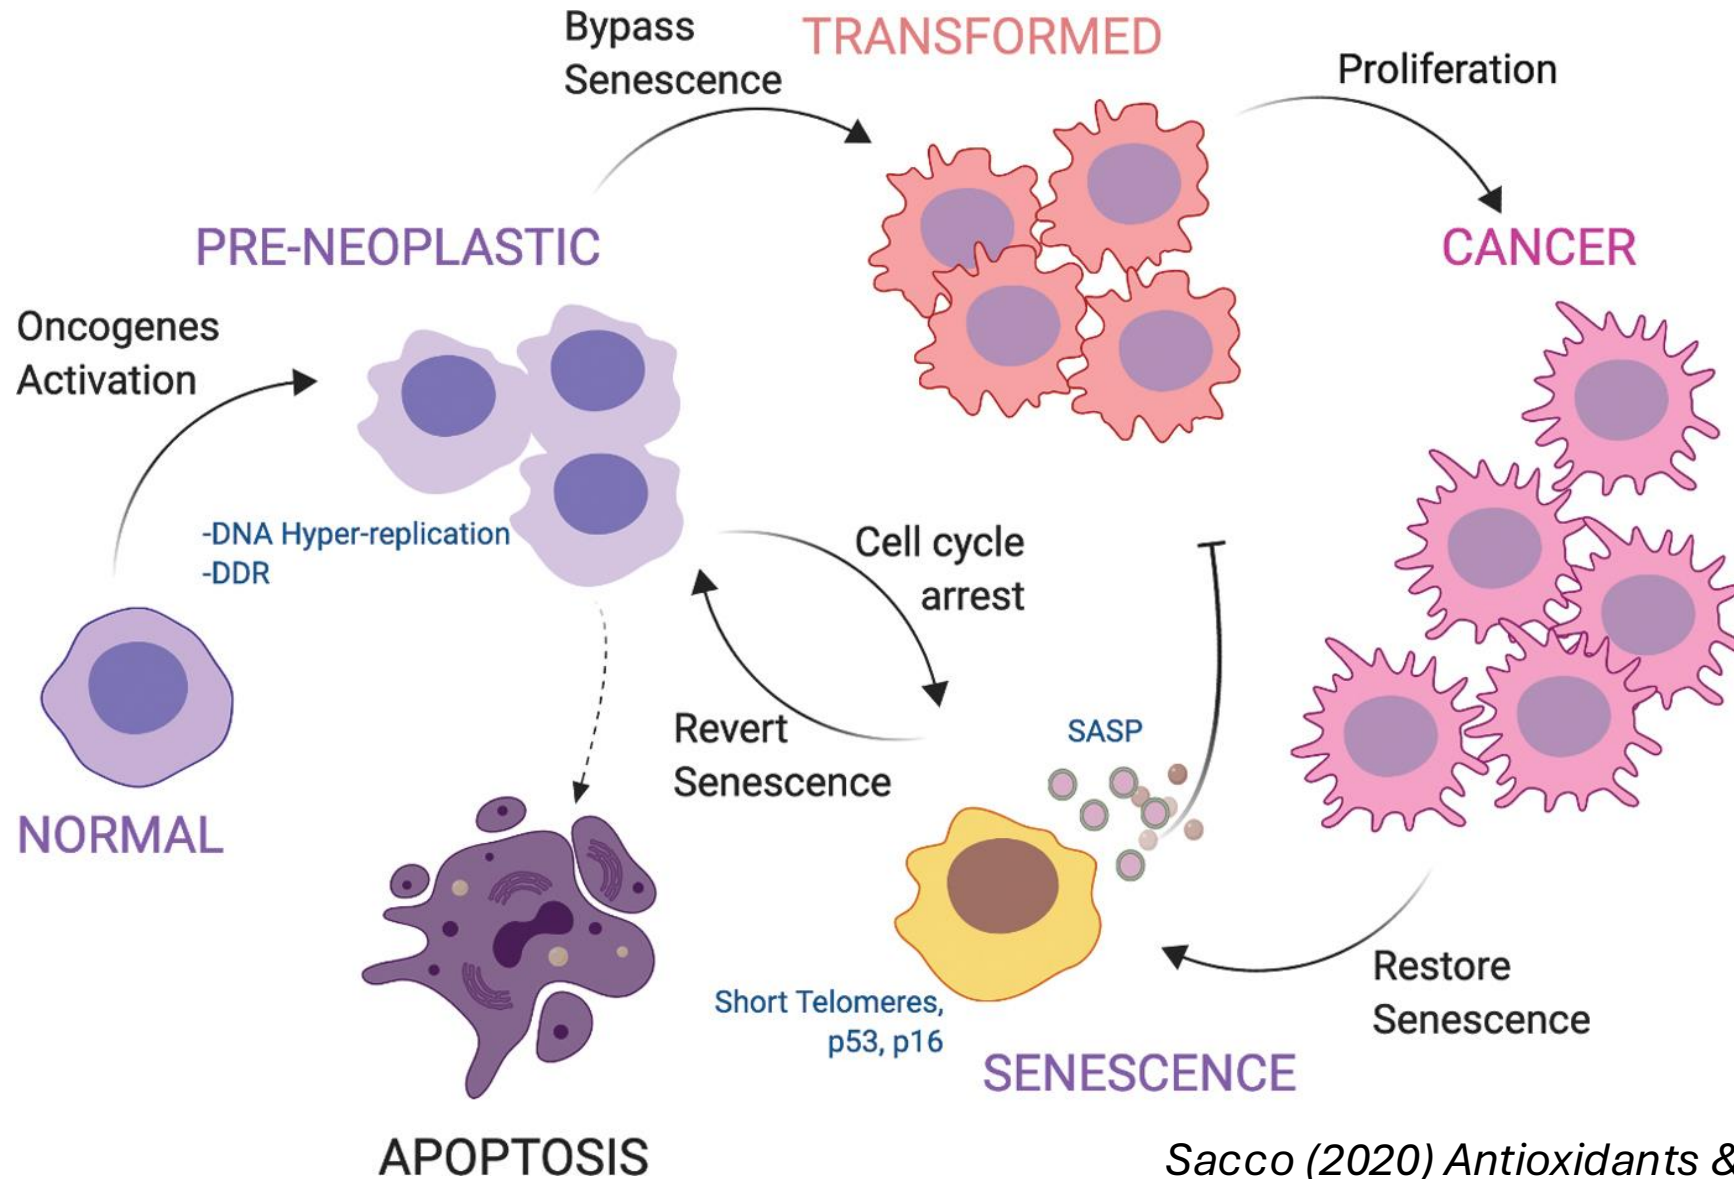 Bypass
Senescence
TRANSFORMED
Proliferation
PRE-NEOPLASTIC
CANCER
Oncogenes
Activation
-DNA Hyper-replication
-DDR
Cell cycle
arrest
Revert
Senescence
SASP
NORMAL
Restore
Senescence
Short Telomeres,
p53, p16
SENESCENCE
APOPTOSIS
Sacco (2020) Antioxidants &